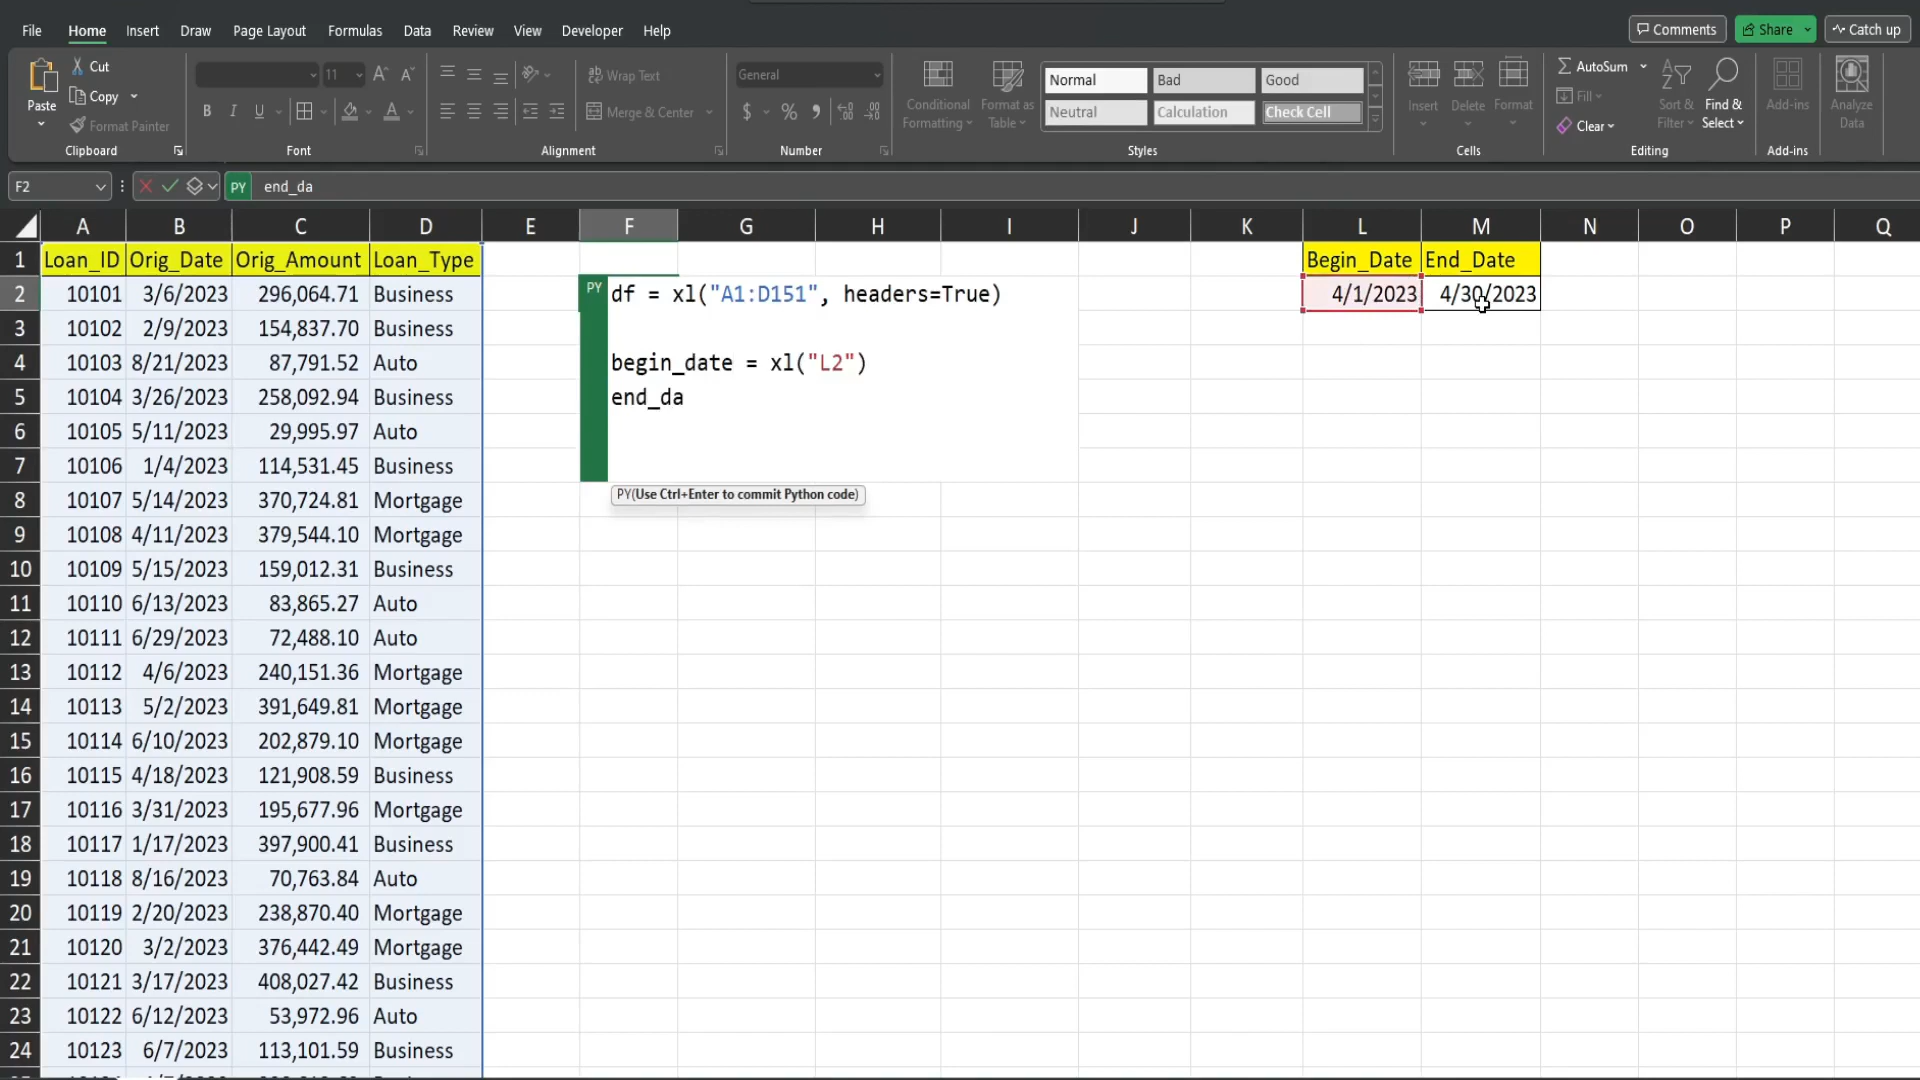 File Home Insert Draw Page Layout Formulas Data Review View Developer Help Comments Share Catch up
Cut
Copy
Format Painter
Paste
Clipboard
11
B I U
Font
Wrap Text
Merge & Center
Alignment
General
$ % ,
Number
Conditional Formatting
Format as Table
Normal Bad Good
Neutral Calculation Check Cell
Styles
Insert Delete Format
Cells
AutoSum
Fill
Clear
Sort & Filter
Find & Select
Editing
Add-ins
Add-ins
Analyze Data
F2 PY end_da
A B C D E F G H I J K L M N O P Q
1 Loan_ID Orig_Date Orig_Amount Loan_Type Begin_Date End_Date
2 10101 3/6/2023 296,064.71 Business PY df = xl("A1:D151", headers=True) 4/1/2023 4/30/2023
3 10102 2/9/2023 154,837.70 Business
4 10103 8/21/2023 87,791.52 Auto begin_date = xl("L2")
5 10104 3/26/2023 258,092.94 Business end_da
6 10105 5/11/2023 29,995.97 Auto
7 10106 1/4/2023 114,531.45 Business
8 10107 5/14/2023 370,724.81 Mortgage PY(Use Ctrl+Enter to commit Python code)
9 10108 4/11/2023 379,544.10 Mortgage
10 10109 5/15/2023 159,012.31 Business
11 10110 6/13/2023 83,865.27 Auto
12 10111 6/29/2023 72,488.10 Auto
13 10112 4/6/2023 240,151.36 Mortgage
14 10113 5/2/2023 391,649.81 Mortgage
15 10114 6/10/2023 202,879.10 Mortgage
16 10115 4/18/2023 121,908.59 Business
17 10116 3/31/2023 195,677.96 Mortgage
18 10117 1/17/2023 397,900.41 Business
19 10118 8/16/2023 70,763.84 Auto
20 10119 2/20/2023 238,870.40 Mortgage
21 10120 3/2/2023 376,442.49 Mortgage
22 10121 3/17/2023 408,027.42 Business
23 10122 6/12/2023 53,972.96 Auto
24 10123 6/7/2023 113,101.59 Business